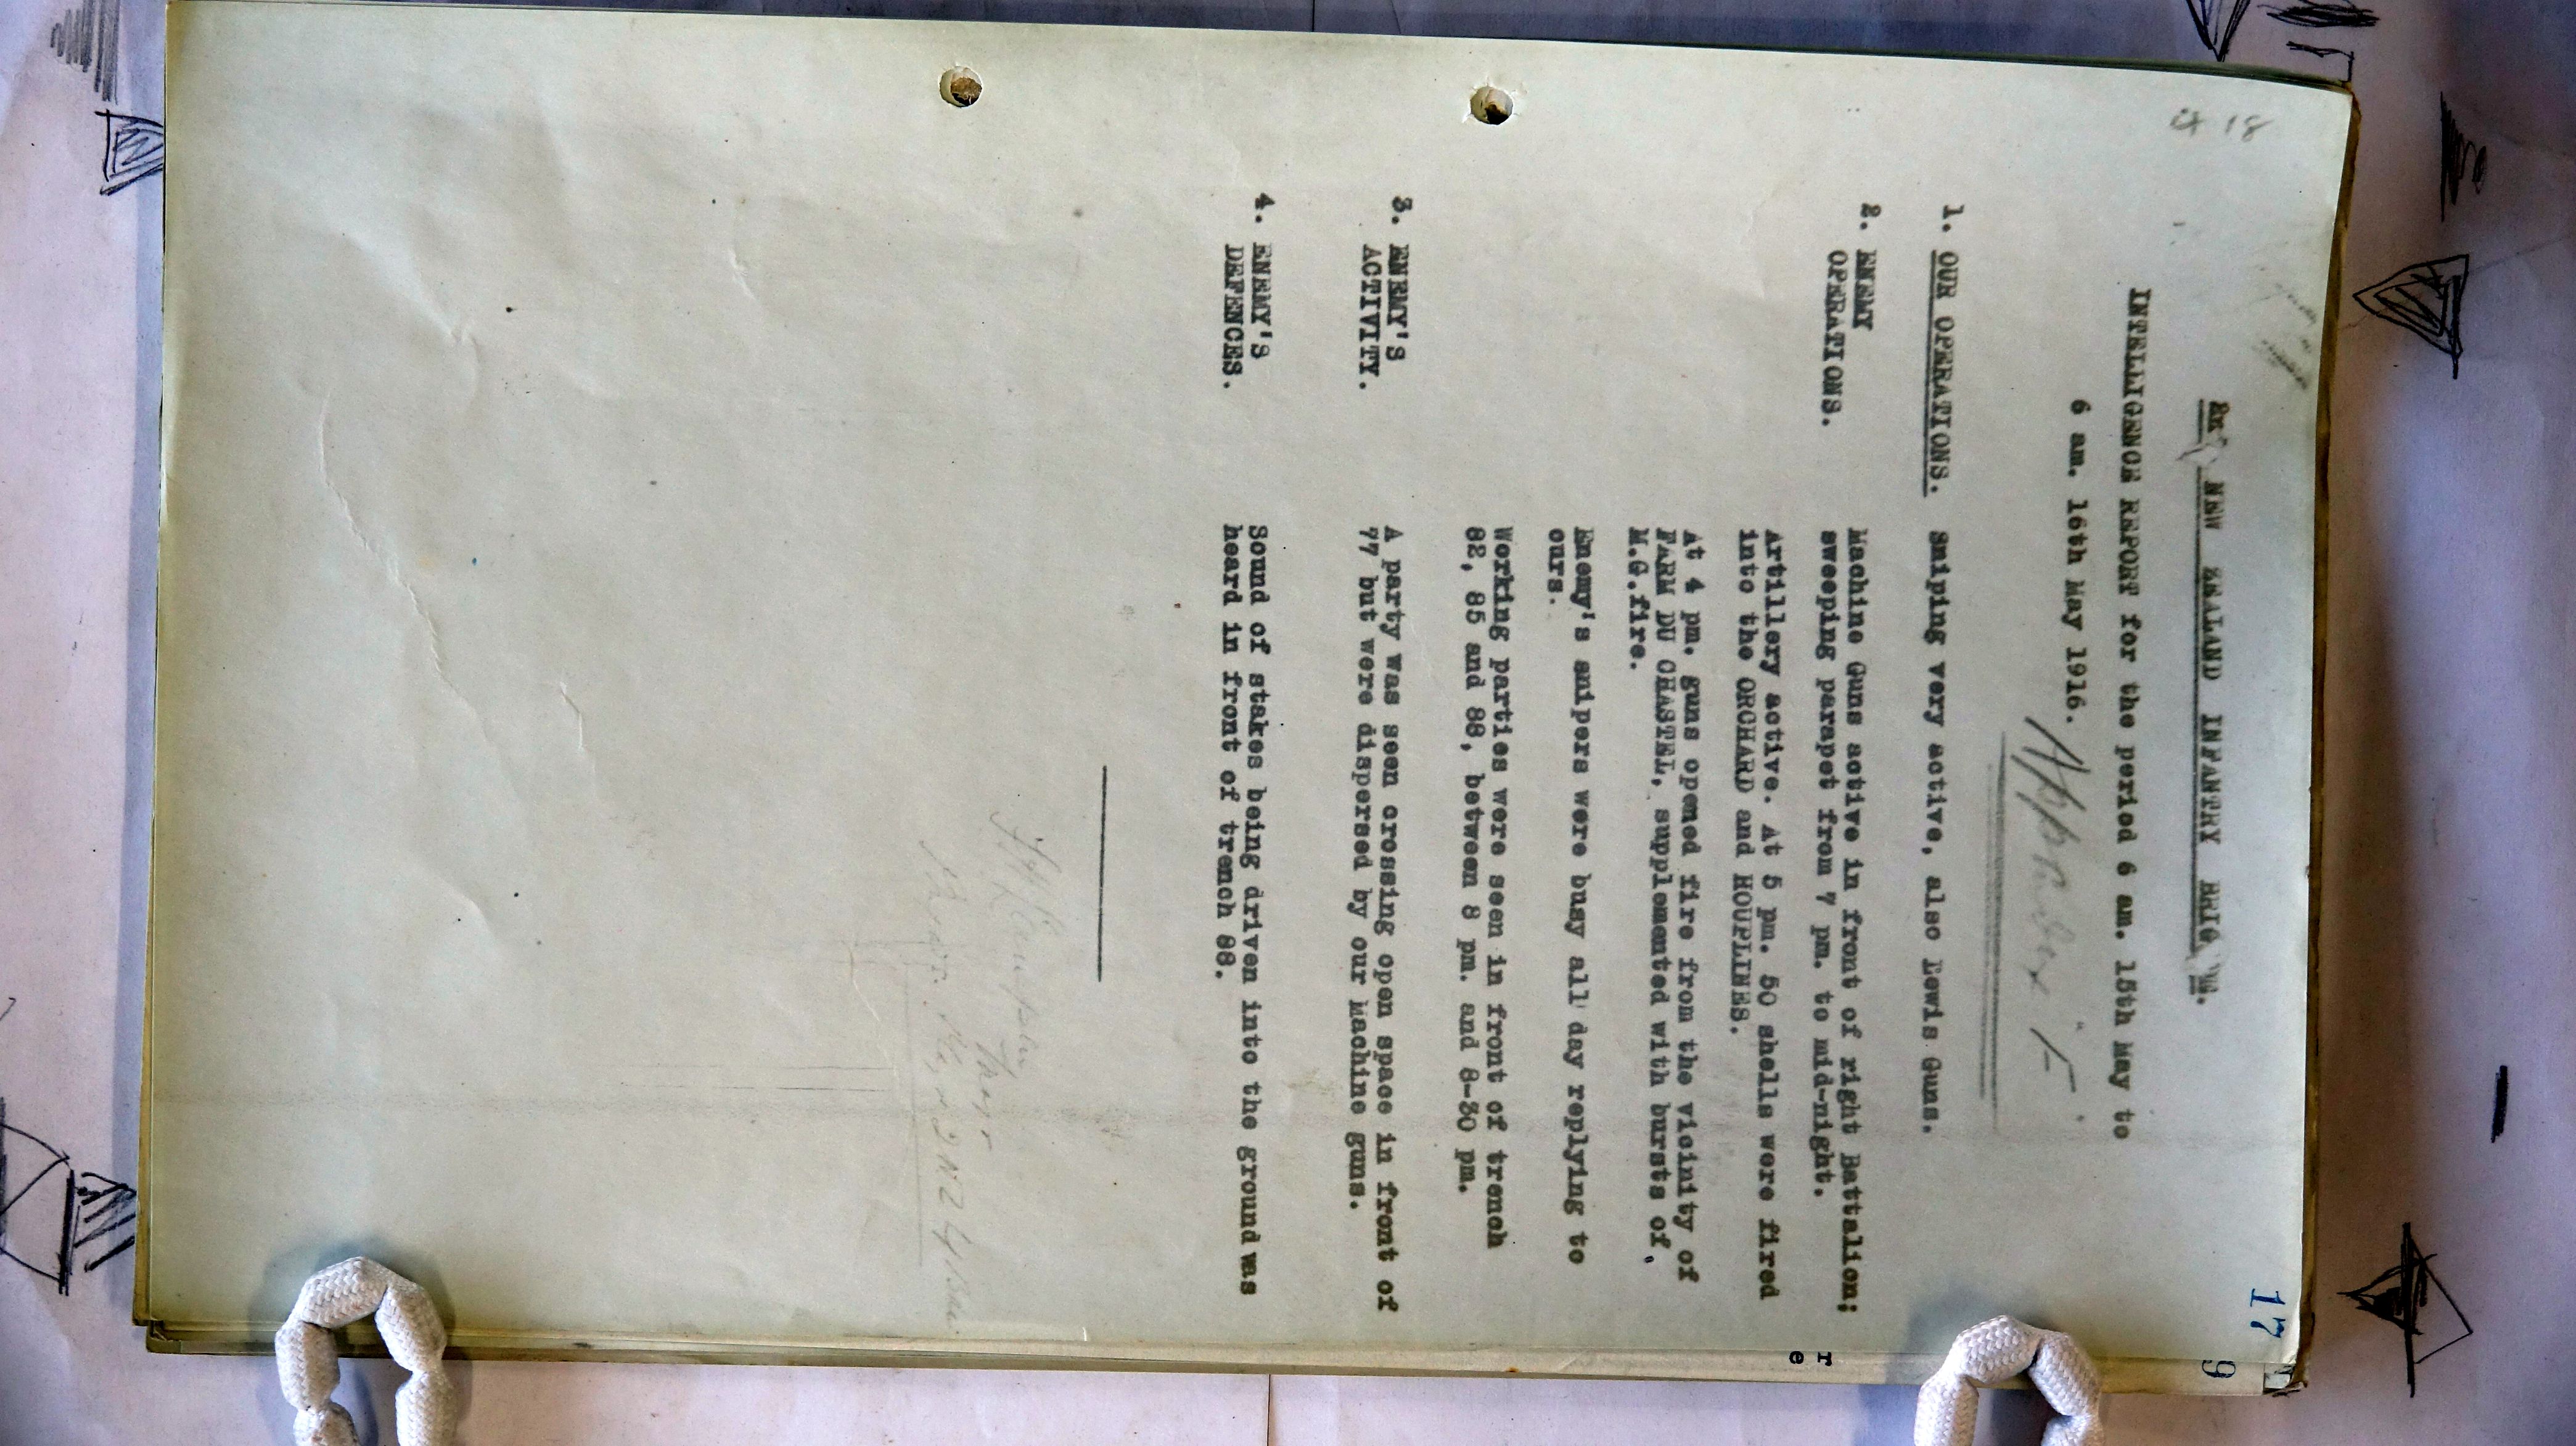 18
17
NEW ZEALAND INFANTRY BRIG
INTELLIGENCE REPORT for the period 6 am. 15th May to
6 am. 16th May 1916.
Appendix F
1. OUR OPERATIONS. Sniping very active, also Lewis Guns.
2. ENEMY OPERATIONS.
Machine Guns active in front of right Battalion;
sweeping parapet from 7 pm. to mid-night.
Artillery active. At 5 pm. 50 shells were fired
into the ORCHARD and HOUPLINES.
At 4 pm. guns opened fire from the vicinity of
FARM DU CHASTEL, supplemented with bursts of
M.G.fire.
Enemy's snipers were busy all day replying to
ours.
Working parties were seen in front of trench
82, 85 and 88, between 8 pm. and 8-30 pm.
3. ENEMY'S ACTIVITY.
A party was seen crossing open space in front of
77 but were dispersed by our Machine guns.
4. ENEMY'S DEFENCES.
Sound of stakes being driven into the ground was
heard in front of trench 88.
Major
r
e
9